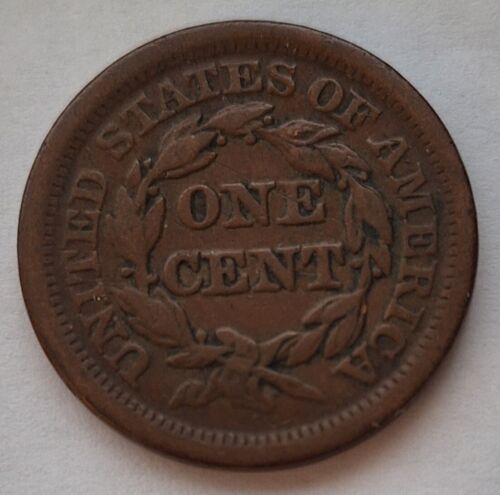 UNITED STATES OF AMERICA
ONE
CENT